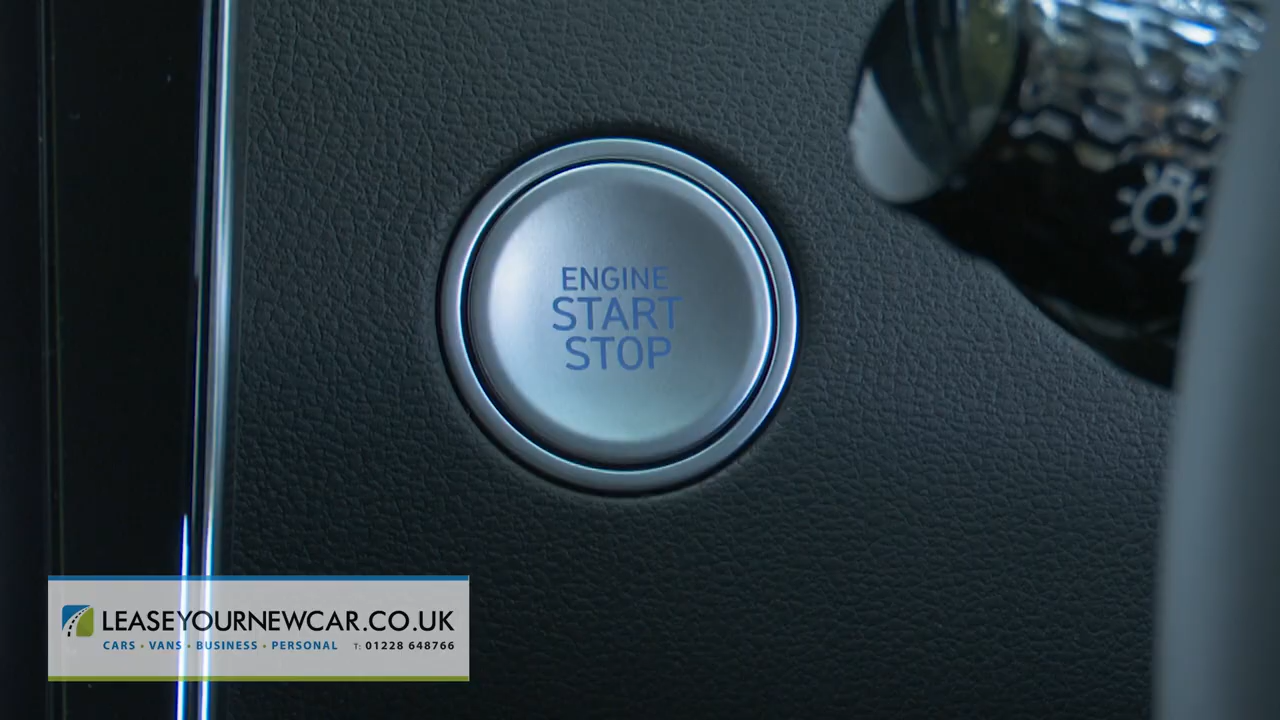 ENGINE
START
STOP
LEASEYOURNEWCAR.CO.UK
CARS • VANS • BUSINESS • PERSONAL T: 01228 648766